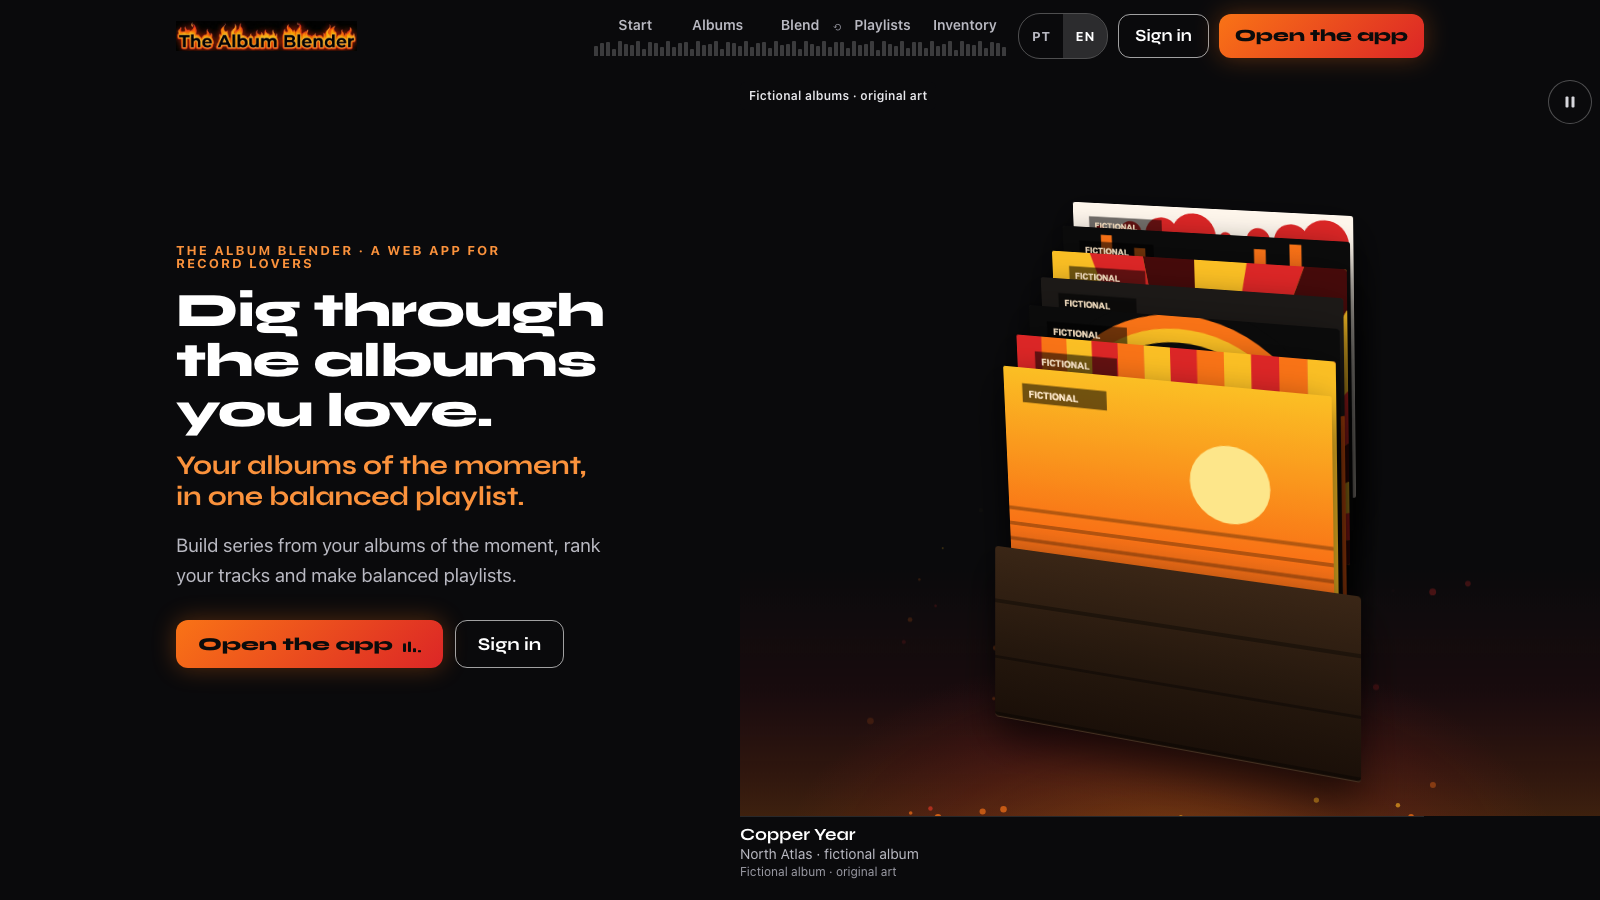 The Album Blender
Start
Albums
Blend
Playlists
Inventory
PT
EN
Sign in
Open the app
Fictional albums · original art
THE ALBUM BLENDER · A WEB APP FOR
RECORD LOVERS
Dig through
the albums
you love.
Your albums of the moment,
in one balanced playlist.
Build series from your albums of the moment, rank
your tracks and make balanced playlists.
Open the app
Sign in
FICTIONAL
FICTIONAL
FICTIONAL
FICTIONAL
FICTIONAL
FICTIONAL
FICTIONAL
Copper Year
North Atlas · fictional album
Fictional album · original art